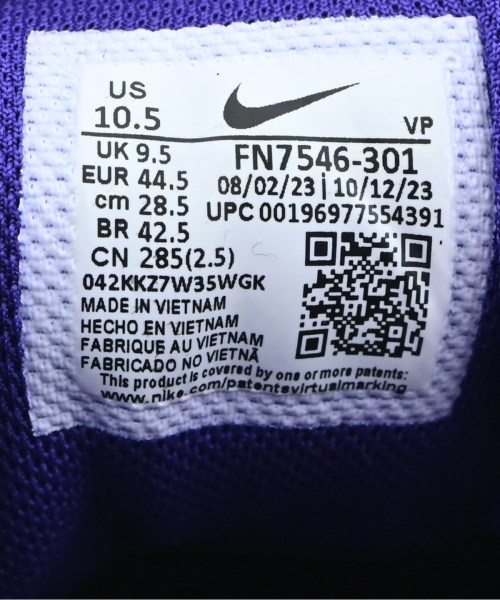 US
10.5
VP
UK 9.5
EUR 44.5
cm 28.5
BR 42.5
CN 285(2.5)
FN7546-301
08/02/23 | 10/12/23
UPC 00196977554391
042KKZ7W35WGK
MADE IN VIETNAM
HECHO EN VIETNAM
FABRIQUE AU VIETNAM
FABRICADO NO VIETNÃ
This product is covered by one or more patents:
www.nike.com/patentsvirtualmarking